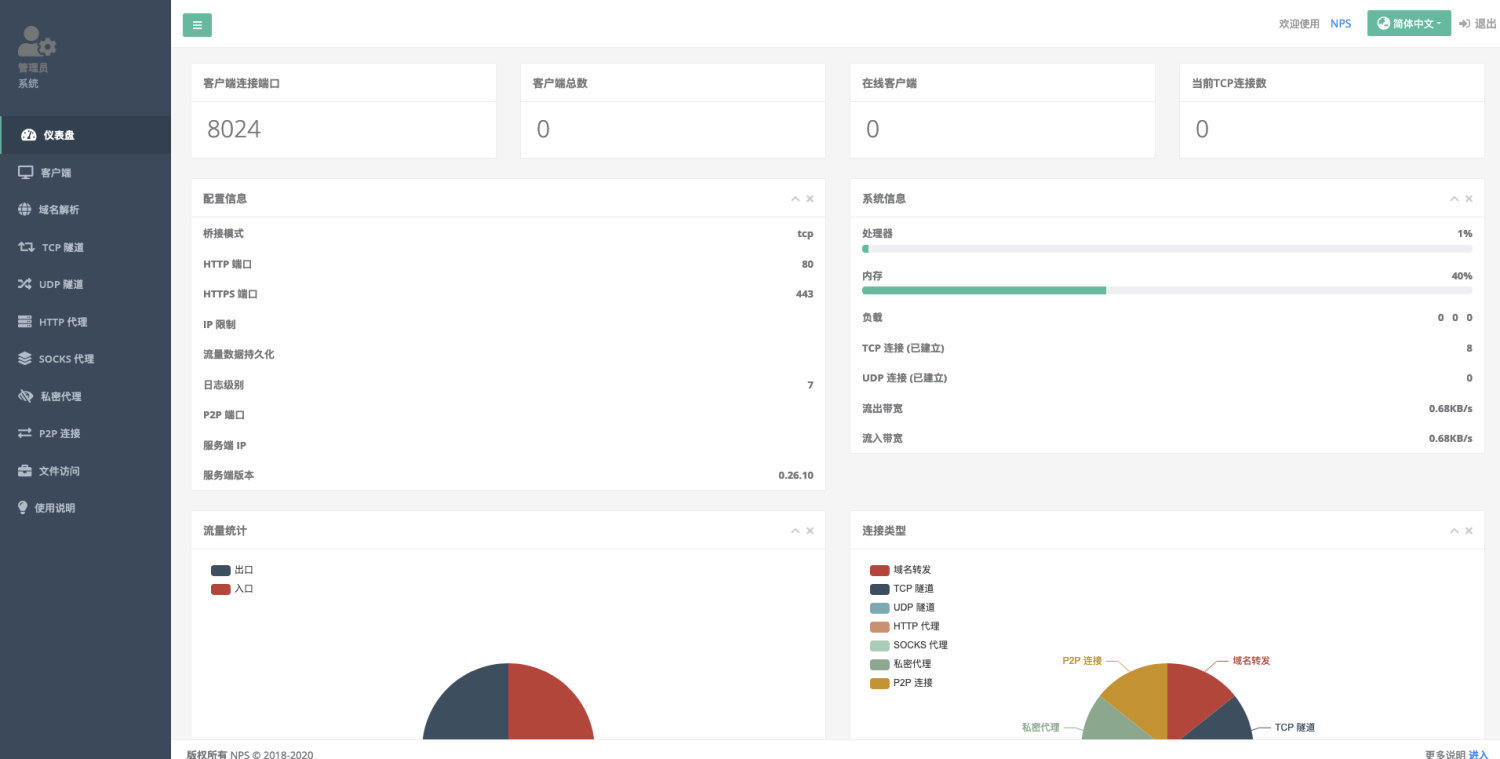 欢迎使用 NPS 简体中文 退出
管理员
系统
仪表盘
客户端
域名解析
TCP 隧道
UDP 隧道
HTTP 代理
SOCKS 代理
私密代理
P2P 连接
文件访问
使用说明
客户端连接端口
8024
客户端总数
0
在线客户端
0
当前TCP连接数
0
配置信息
桥接模式 tcp
HTTP 端口 80
HTTPS 端口 443
IP 限制
流量数据持久化
日志级别 7
P2P 端口
服务端 IP
服务端版本 0.26.10
系统信息
处理器 1%
内存 40%
负载 0 0 0
TCP 连接 (已建立) 8
UDP 连接 (已建立) 0
流出带宽 0.68KB/s
流入带宽 0.68KB/s
流量统计
出口
入口
连接类型
域名转发
TCP 隧道
UDP 隧道
HTTP 代理
SOCKS 代理
私密代理
P2P 连接
P2P 连接 域名转发
私密代理 TCP 隧道
版权所有 NPS © 2018-2020
更多说明 进入